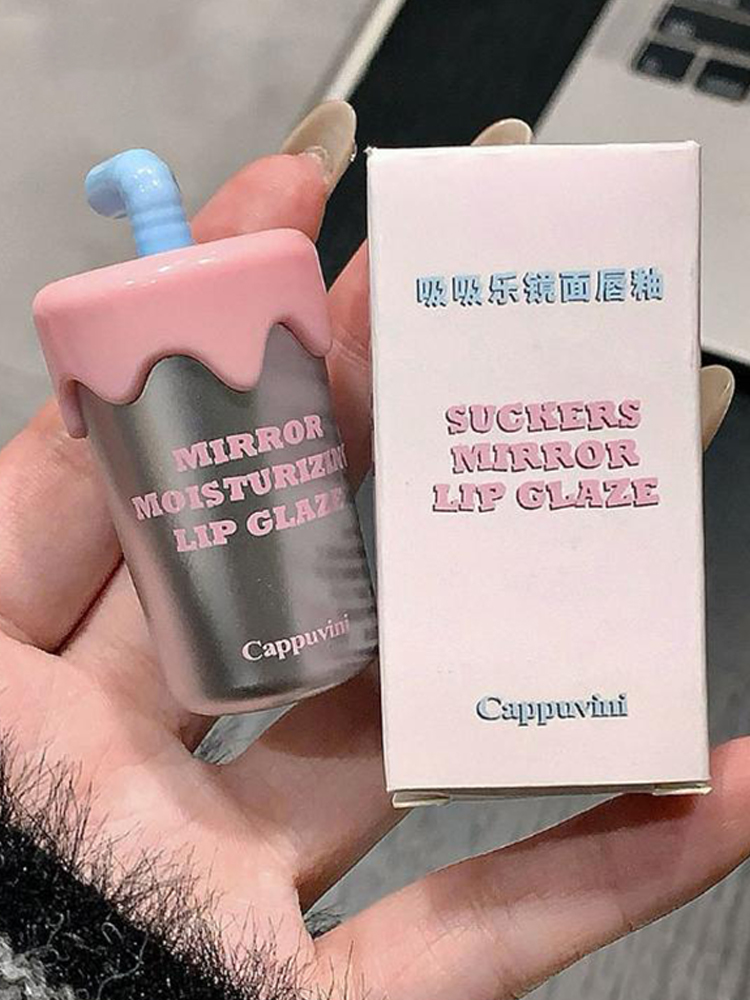 MIRROR
MOISTURIZIN
LIP GLAZE
Cappuvini
吸吸乐镜面唇釉
SUCKERS
MIRROR
LIP GLAZE
Cappuvini